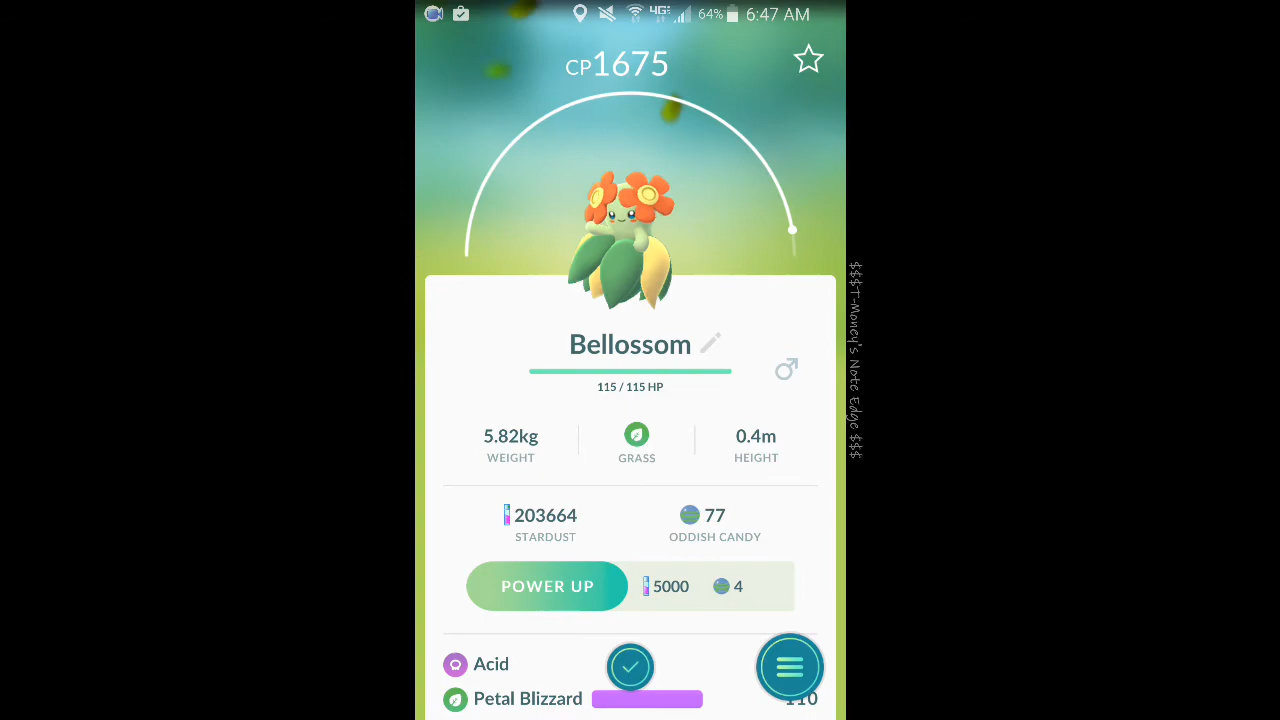 4G 64% 6:47 AM
CP1675
Bellossom
115 / 115 HP
5.82kg
WEIGHT
GRASS
0.4m
HEIGHT
203664
STARDUST
77
ODDISH CANDY
POWER UP 5000 4
Acid
Petal Blizzard 110
$$$T-Money's Note Edge $$$